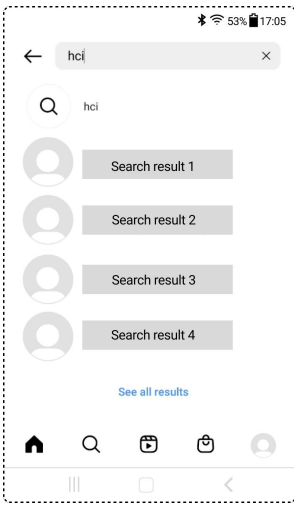 53% 17:05
hci
hci
Search result 1
Search result 2
Search result 3
Search result 4
See all results